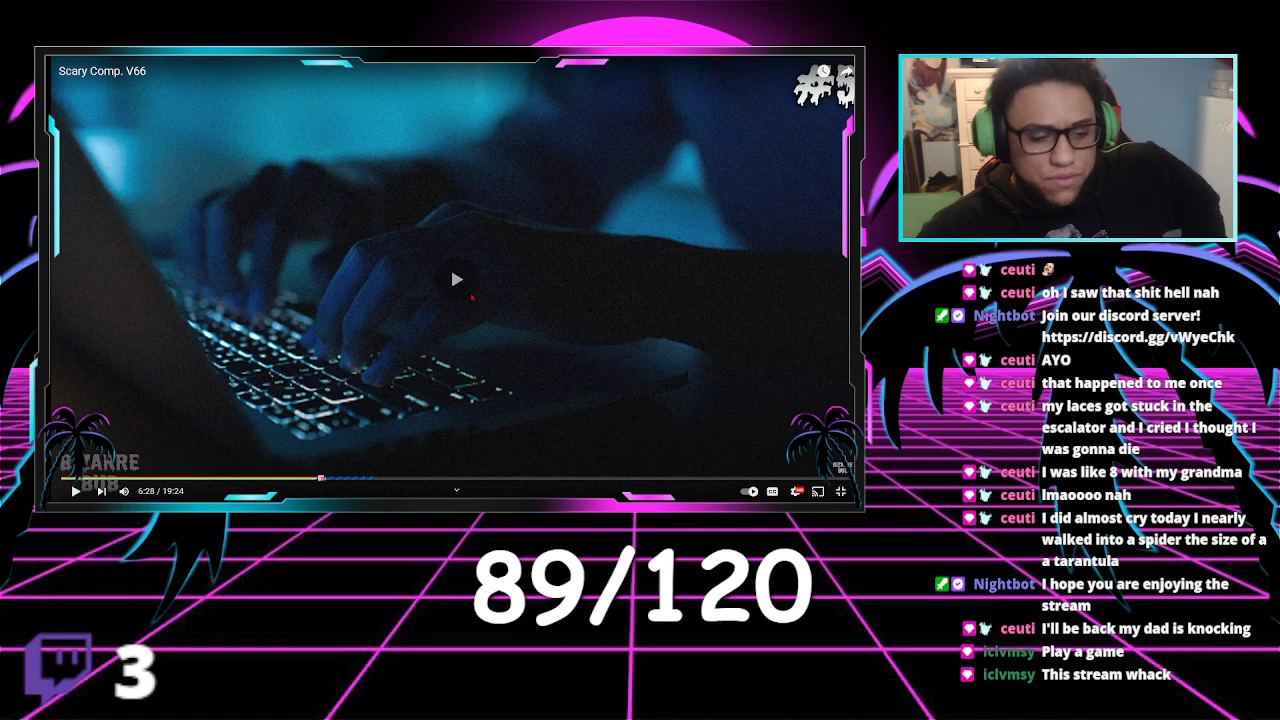 Scary Comp. V66
#5
BIZARRE
BUB
6:28 / 19:24
CC
ceuti
ceuti oh I saw that shit hell nah
Nightbot Join our discord server!
https://discord.gg/vWyeChk
ceuti AYO
ceuti that happened to me once
ceuti my laces got stuck in the
escalator and I cried I thought I
was gonna die
ceuti I was like 8 with my grandma
ceuti lmaoooo nah
ceuti I did almost cry today I nearly
walked into a spider the size of a
a tarantula
Nightbot I hope you are enjoying the
stream
ceuti I'll be back my dad is knocking
iclvmsy Play a game
iclvmsy This stream whack
89/120
3